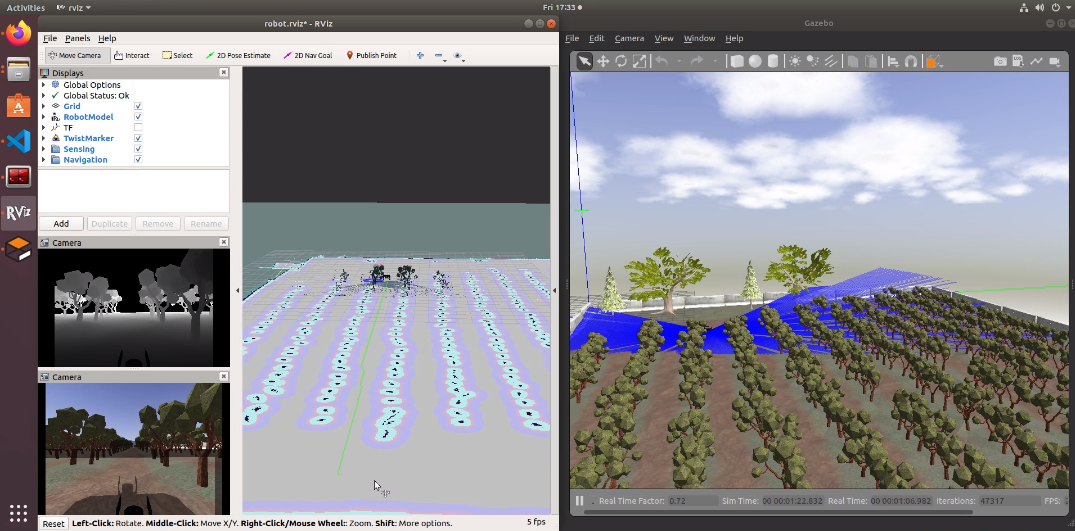 Activities
rviz
Fri 17:33
robot.rviz* - RViz
Gazebo
File Panels Help
File Edit Camera View Window Help
Move Camera Interact Select 2D Pose Estimate 2D Nav Goal Publish Point
Displays
Global Options
Global Status: Ok
Grid
RobotModel
TF
TwistMarker
Sensing
Navigation
Add Duplicate Remove Rename
Camera
Camera
RViz
Reset Left-Click: Rotate. Middle-Click: Move X/Y. Right-Click/Mouse Wheel:: Zoom. Shift: More options. 5 fps
Real Time Factor: 0.72 Sim Time: 00 00:01:22.832 Real Time: 00 00:01:06.982 Iterations: 47317 FPS: